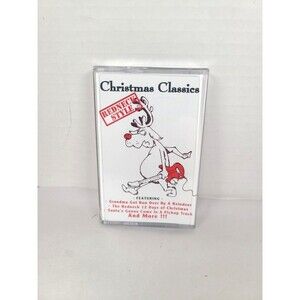 Christmas Classics
REDNECK
STYLE
- FEATURING -
Grandma Got Run Over By A Reindeer
The Redneck 12 Days of Christmas
Santa's Gonna Come In A Pickup Truck
And More !!!